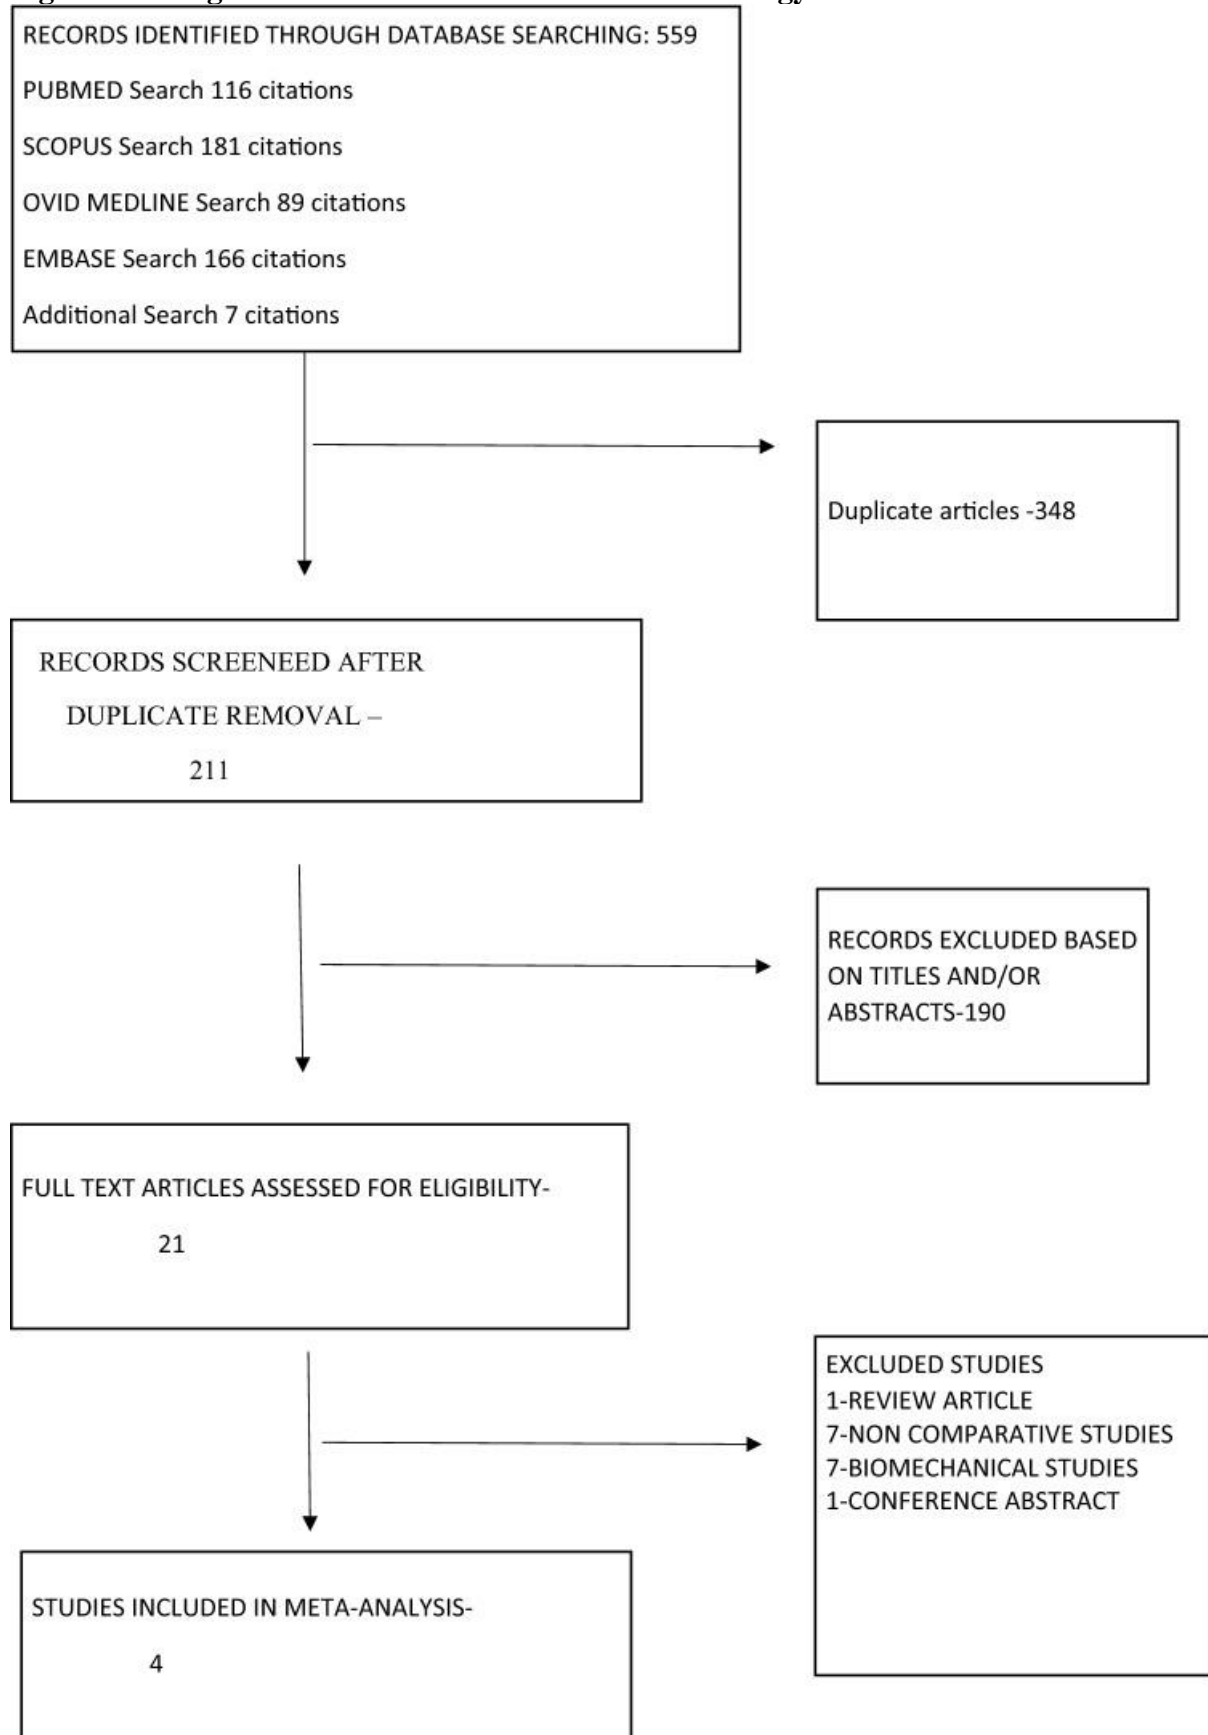 RECORDS IDENTIFIED THROUGH DATABASE SEARCHING: 559
PUBMED Search 116 citations
SCOPUS Search 181 citations
OVID MEDLINE Search 89 citations
EMBASE Search 166 citations
Additional Search 7 citations
Duplicate articles -348
RECORDS SCREENEED AFTER
DUPLICATE REMOVAL –
211
RECORDS EXCLUDED BASED
ON TITLES AND/OR
ABSTRACTS-190
FULL TEXT ARTICLES ASSESSED FOR ELIGIBILITY-
21
EXCLUDED STUDIES
1-REVIEW ARTICLE
7-NON COMPARATIVE STUDIES
7-BIOMECHANICAL STUDIES
1-CONFERENCE ABSTRACT
STUDIES INCLUDED IN META-ANALYSIS-
4